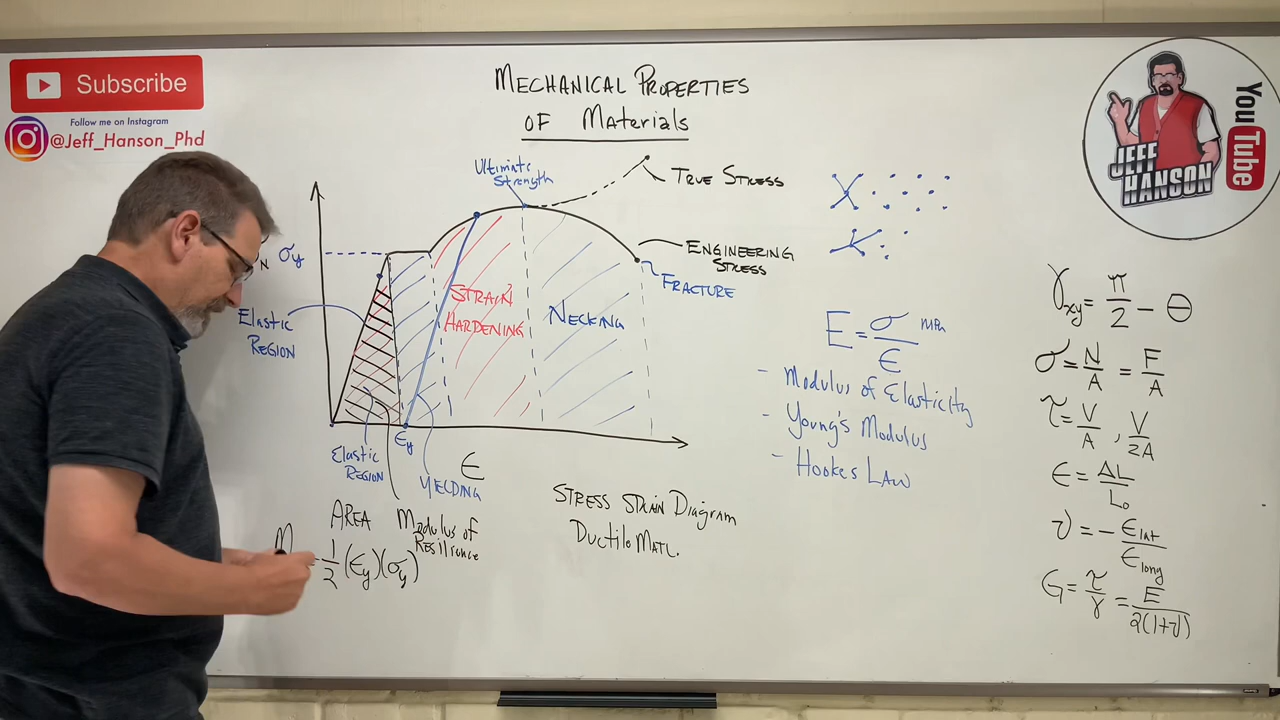 Subscribe
Follow me on Instagram
@Jeff_Hanson_Phd
MECHANICAL PROPERTIES
OF Materials
Ultimate
Strength
TRUE STRESS
ENGINEERING
STRESS
FRACTURE
N σy
Elastic
REGION
STRAIN
HARDENING
NECKING
ϵy
ϵ
Elastic
REGION
YIELDING
AREA
Modulus of
Resiliance
1/2 (ϵy)(σy)
STRESS STRAIN Diagram
Ductile MATL.
E = σ/ϵ MPa
- Modulus of Elasticity
- Young's Modulus
- Hookes LAW
JEFF
HANSON
YouTube
γxy = π/2 - θ
σ = N/A = F/A
τ = V/A , V/2A
ϵ = ΔL/L₀
ν = - ϵlat/ϵlong
G = τ/γ = E/2(1+ν)